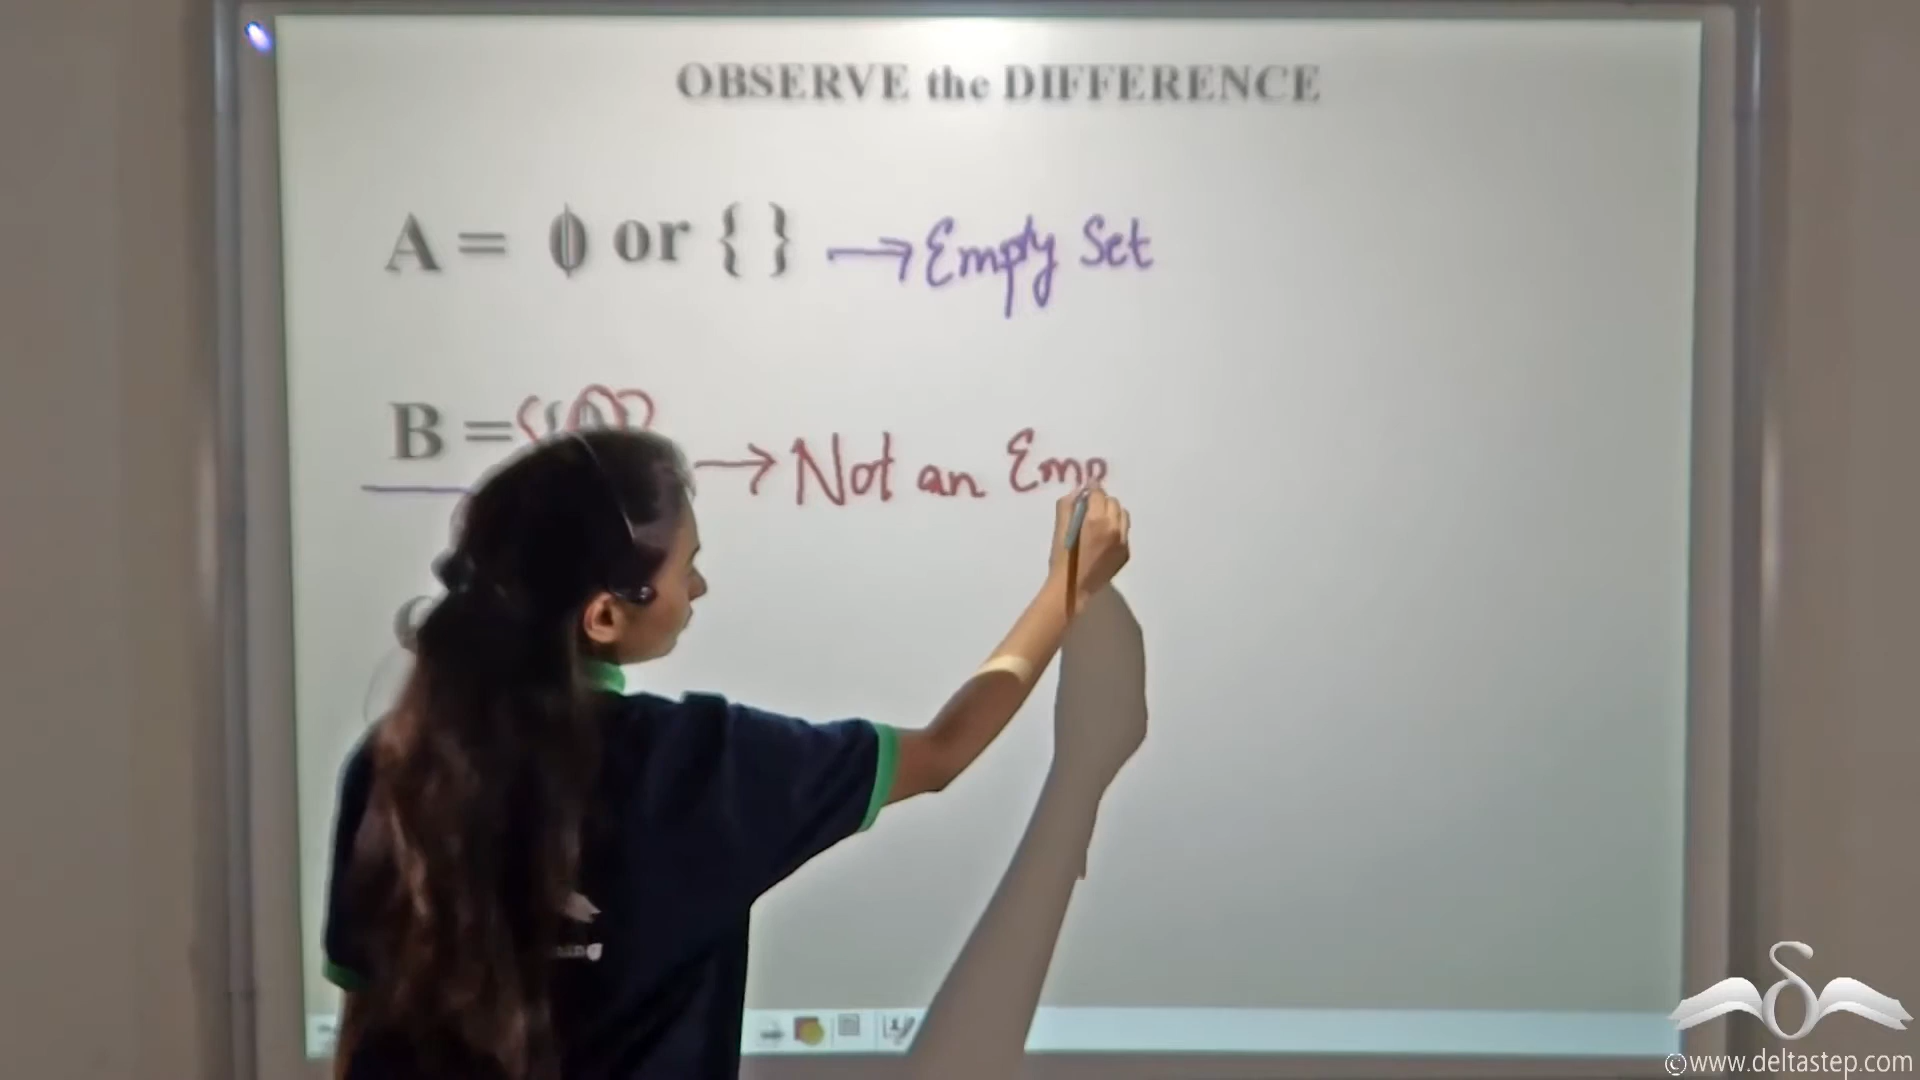 OBSERVE the DIFFERENCE
A = ϕ or { } → Empty Set
B = {ϕ} → Not an Emp
©www.deltastep.com